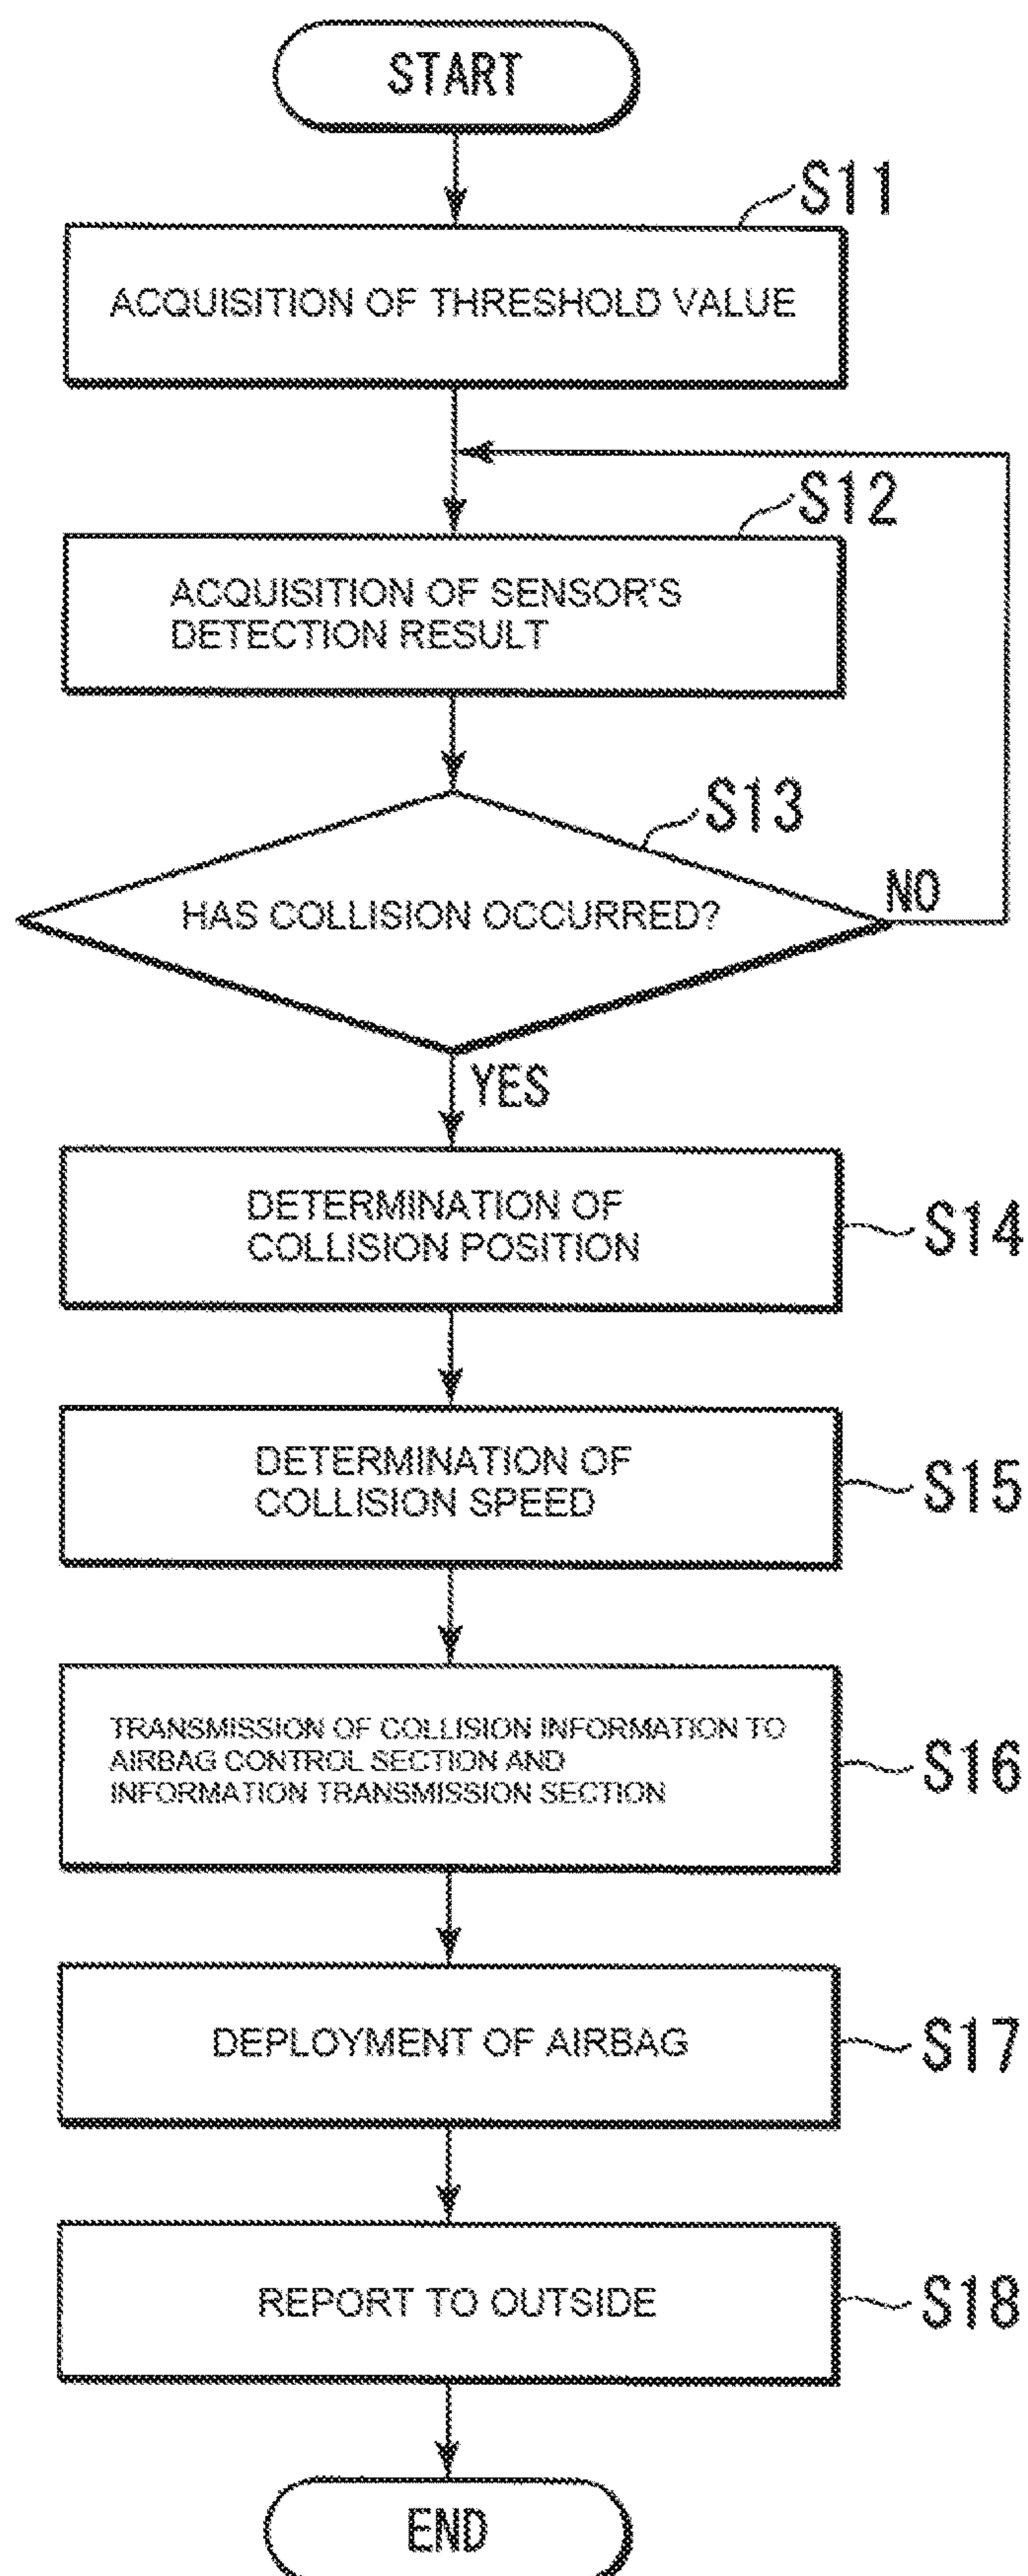 START
S11
ACQUISITION OF THRESHOLD VALUE
S12
ACQUISITION OF SENSOR'S
DETECTION RESULT
S13
HAS COLLISION OCCURRED?
NO
YES
DETERMINATION OF
COLLISION POSITION
S14
DETERMINATION OF
COLLISION SPEED
S15
TRANSMISSION OF COLLISION INFORMATION TO
AIRBAG CONTROL SECTION AND
INFORMATION TRANSMISSION SECTION
S16
DEPLOYMENT OF AIRBAG
S17
REPORT TO OUTSIDE
S18
END